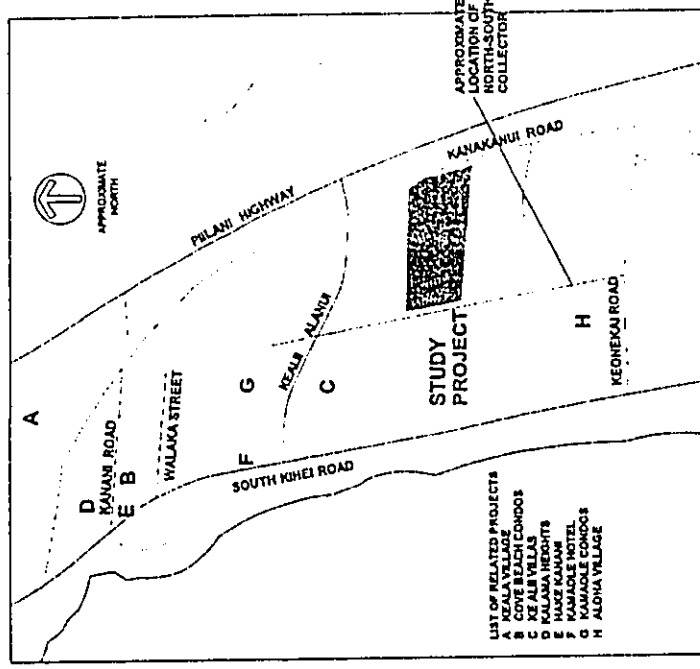 APPROXIMATE
NORTH
APPROXIMATE
LOCATION OF
NORTH-SOUTH
COLLECTOR
A
PIILANI HIGHWAY
KANAKANUI ROAD
D
KANANI ROAD
E B
WALAKA STREET
G
KEALII ALANUI
F
C
SOUTH KIHEI ROAD
STUDY
PROJECT
H
KEONEKAI ROAD
LIST OF RELATED PROJECTS
A KEALA VILLAGE
B COVE BEACH CONDOS
C KE ALII VILLAS
D KALAMA HEIGHTS
E HALE KANANI
F KAMAOLE HOTEL
G KAMAOLE CONDOS
H ALOHA VILLAGE